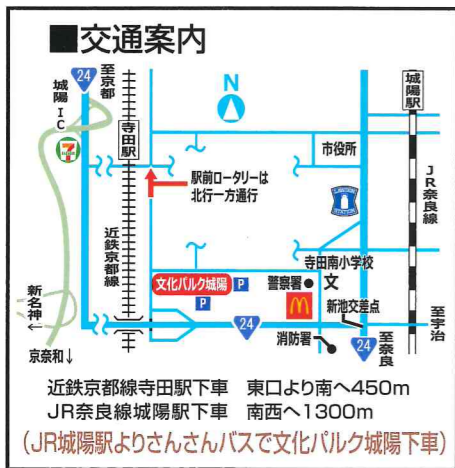 ■交通案内
至京都
24
城陽IC
寺田駅
N
城陽駅
市役所
駅前ロータリーは
北行一方通行
LAWSON
JR奈良線
近鉄京都線
寺田南小学校
文化パルク城陽
P
P
警察署
文
新池交差点
新名神
←
24
消防署
至宇治
京奈和↓
24
至奈良
近鉄京都線寺田駅下車 東口より南へ450m
JR奈良線城陽駅下車 南西へ1300m
(JR城陽駅よりさんさんバスで文化パルク城陽下車)